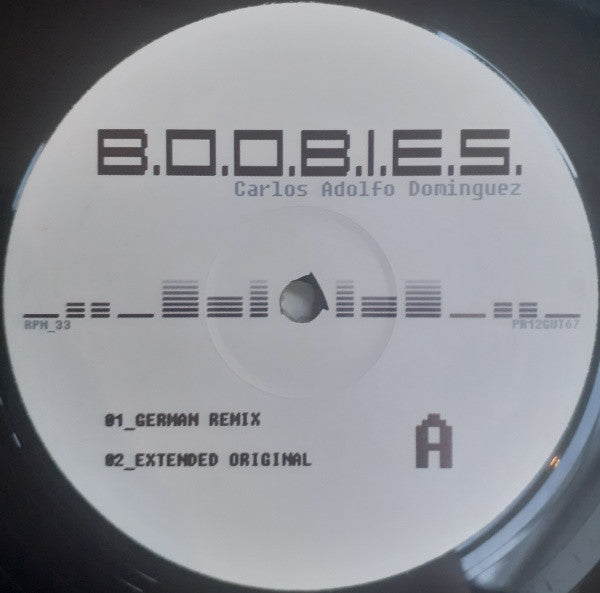 B.O.O.B.I.E.S.
Carlos Adolfo Dominguez
RPM_33
PR12GUT67
01_GERMAN REMIX
02_EXTENDED ORIGINAL
A